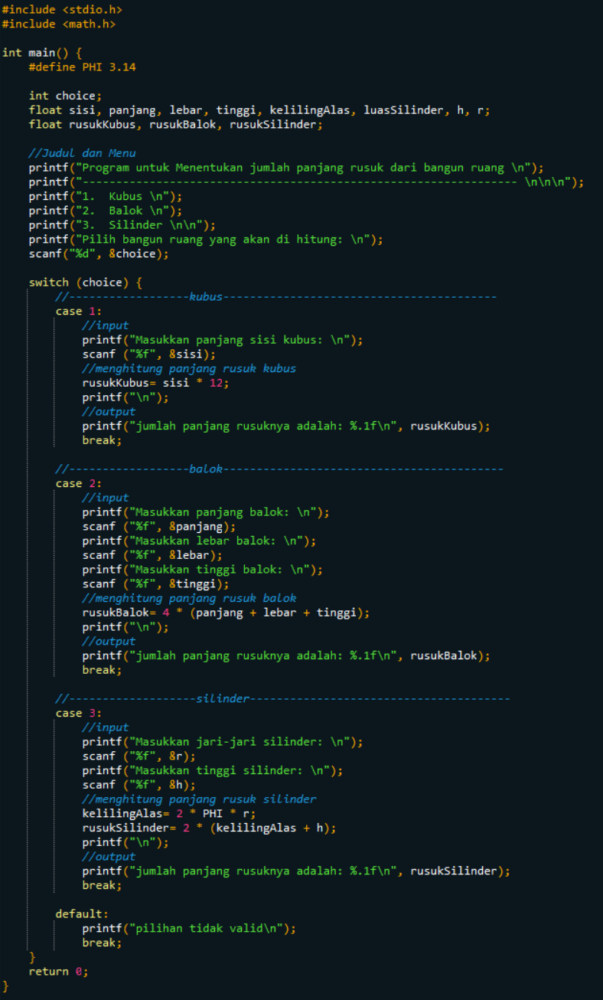 #include <stdio.h>
#include <math.h>

int main() {
    #define PHI 3.14

    int choice;
    float sisi, panjang, lebar, tinggi, kelilingAlas, luasSilinder, h, r;
    float rusukKubus, rusukBalok, rusukSilinder;

    //Judul dan Menu
    printf("Program untuk Menentukan jumlah panjang rusuk dari bangun ruang \n");
    printf("----------------------------------------------------------------- \n\n\n");
    printf("1.  Kubus \n");
    printf("2.  Balok \n");
    printf("3.  Silinder \n\n");
    printf("Pilih bangun ruang yang akan di hitung: \n");
    scanf("%d", &choice);

    switch (choice) {
        //------------------kubus-----------------------------------------
        case 1:
            //input
            printf("Masukkan panjang sisi kubus: \n");
            scanf ("%f", &sisi);
            //menghitung panjang rusuk kubus
            rusukKubus= sisi * 12;
            printf("\n");
            //output
            printf("jumlah panjang rusuknya adalah: %.1f\n", rusukKubus);
            break;

        //------------------balok------------------------------------------
        case 2:
            //input
            printf("Masukkan panjang balok: \n");
            scanf ("%f", &panjang);
            printf("Masukkan lebar balok: \n");
            scanf ("%f", &lebar);
            printf("Masukkan tinggi balok: \n");
            scanf ("%f", &tinggi);
            //menghitung panjang rusuk balok
            rusukBalok= 4 * (panjang + lebar + tinggi);
            printf("\n");
            //output
            printf("jumlah panjang rusuknya adalah: %.1f\n", rusukBalok);
            break;

        //-------------------silinder---------------------------------------
        case 3:
            //input
            printf("Masukkan jari-jari silinder: \n");
            scanf ("%f", &r);
            printf("Masukkan tinggi silinder: \n");
            scanf ("%f", &h);
            //menghitung panjang rusuk silinder
            kelilingAlas= 2 * PHI * r;
            rusukSilinder= 2 * (kelilingAlas + h);
            printf("\n");
            //output
            printf("jumlah panjang rusuknya adalah: %.1f\n", rusukSilinder);
            break;

        default:
            printf("pilihan tidak valid\n");
            break;
    }
    return 0;
}